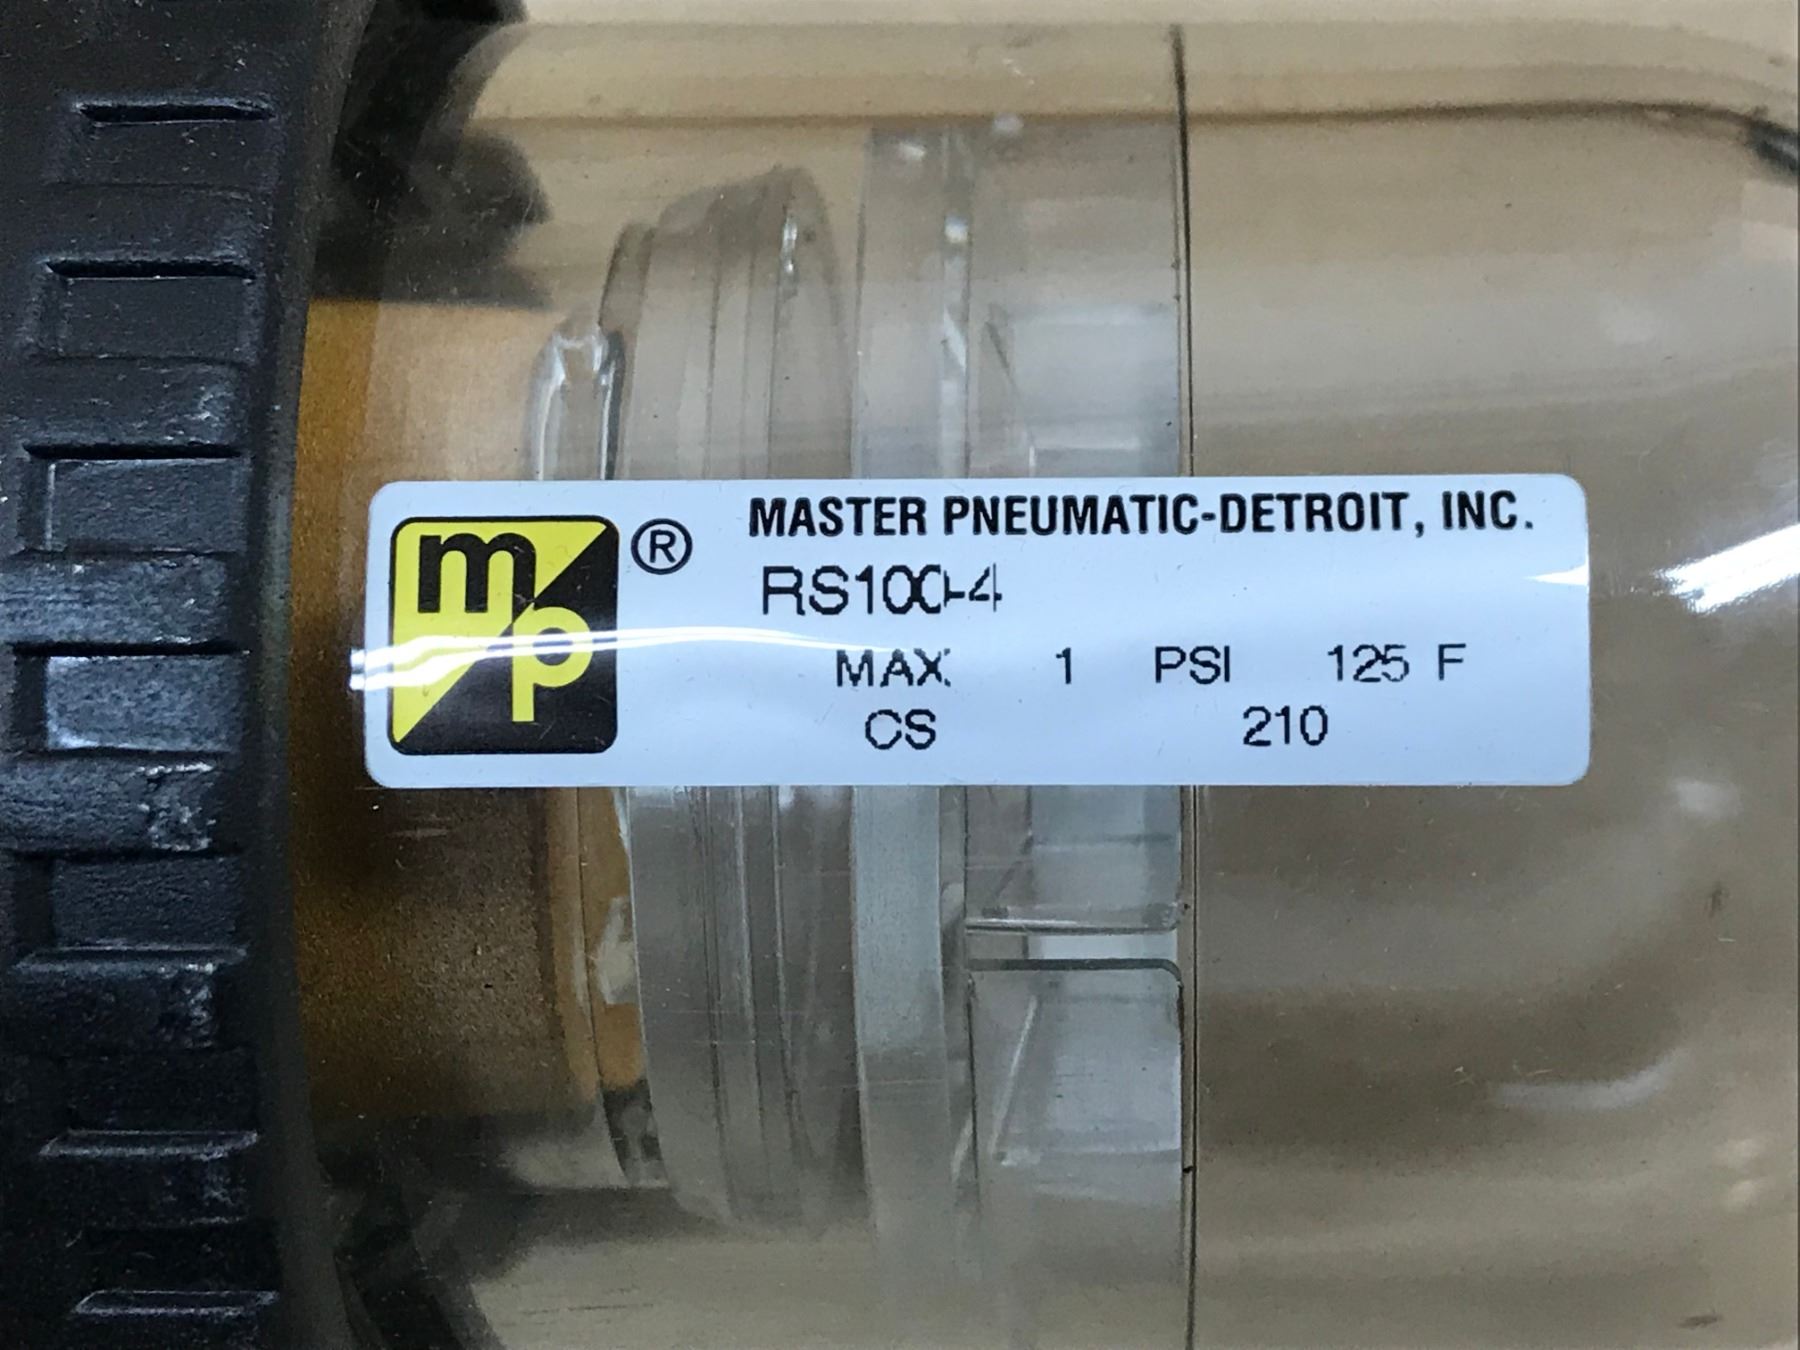 mp ®
MASTER PNEUMATIC-DETROIT, INC.
RS100-4
MAX. 1 PSI 125 F
CS 210